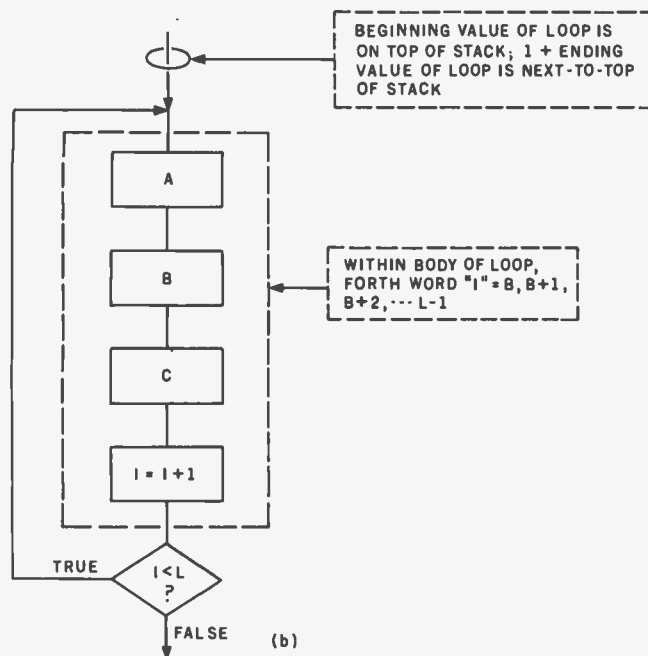 BEGINNING VALUE OF LOOP IS
ON TOP OF STACK; 1 + ENDING
VALUE OF LOOP IS NEXT-TO-TOP
OF STACK
A
B
C
I = I + 1
WITHIN BODY OF LOOP,
FORTH WORD "I" = B, B+1,
B+2, ··· L-1
TRUE
I < L
?
FALSE
(b)